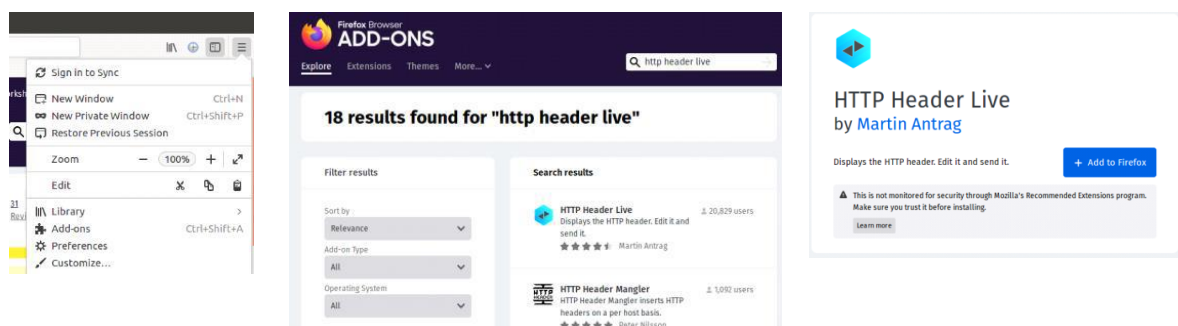 Sign in to Sync
New Window Ctrl+N
New Private Window Ctrl+Shift+P
Restore Previous Session
Zoom − 100% +
Edit
Library >
Add-ons Ctrl+Shift+A
Preferences
Customize...
31
Firefox Browser
ADD-ONS
Explore Extensions Themes More...
http header live
18 results found for "http header live"
Filter results
Sort by
Relevance
Add-on Type
All
Operating System
All
Search results
HTTP Header Live 20,829 users
Displays the HTTP header. Edit it and
send it.
Martin Antrag
HTTP Header Mangler 1,092 users
HTTP Header Mangler inserts HTTP
headers on a per host basis.
Peter Nilsson
HTTP Header Live
by Martin Antrag
Displays the HTTP header. Edit it and send it.
+ Add to Firefox
This is not monitored for security through Mozilla's Recommended Extensions program.
Make sure you trust it before installing.
Learn more